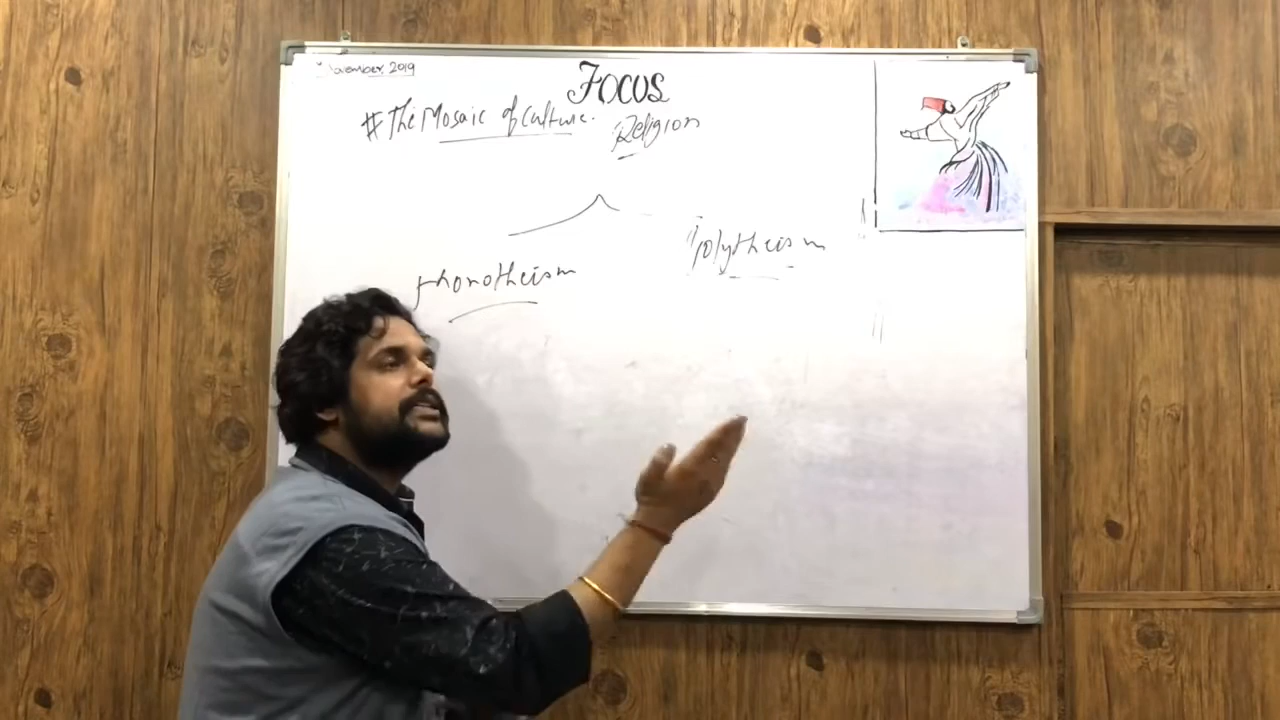 November, 2019
FOCUS
# The Mosaic of Culture.
Religion
Monotheism
Polytheism